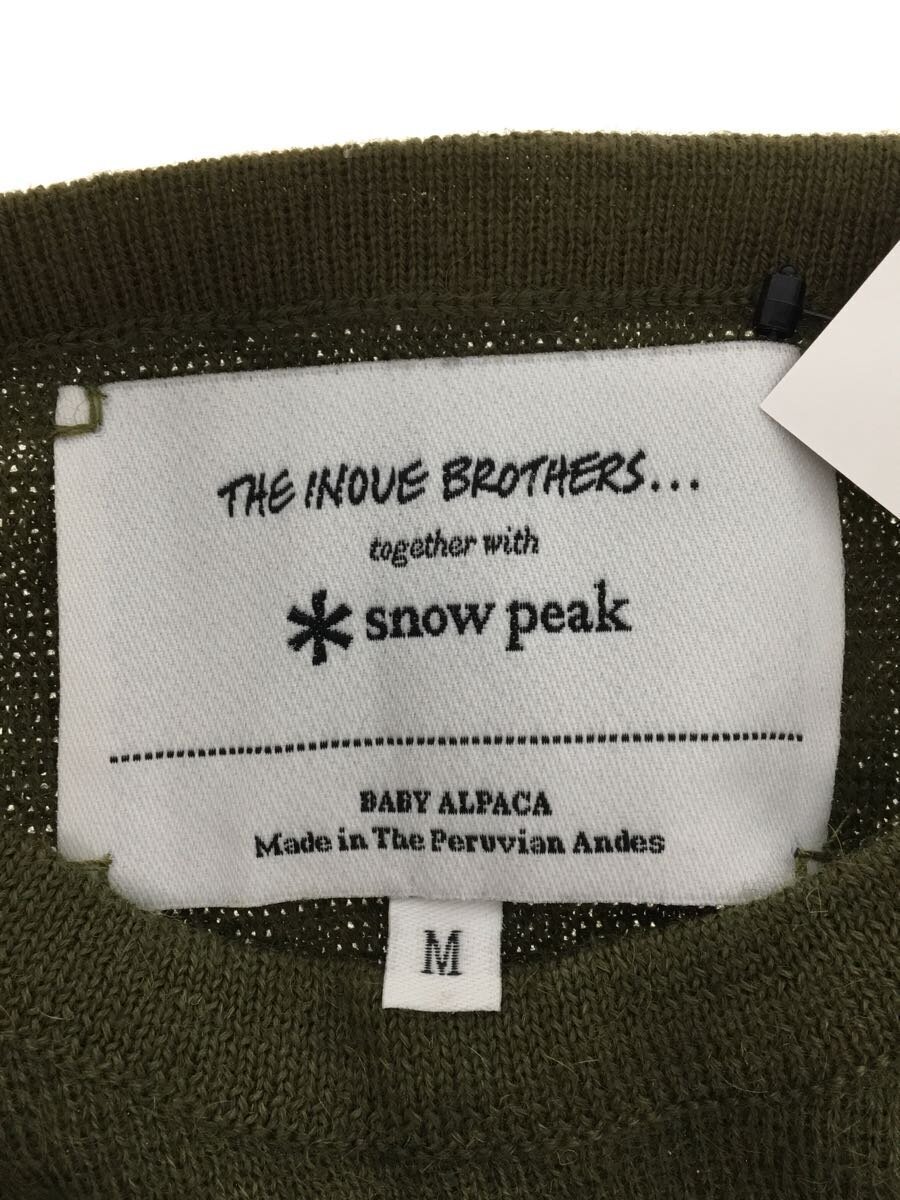 THE INOUE BROTHERS...
together with
snow peak
BABY ALPACA
Made in The Peruvian Andes
M